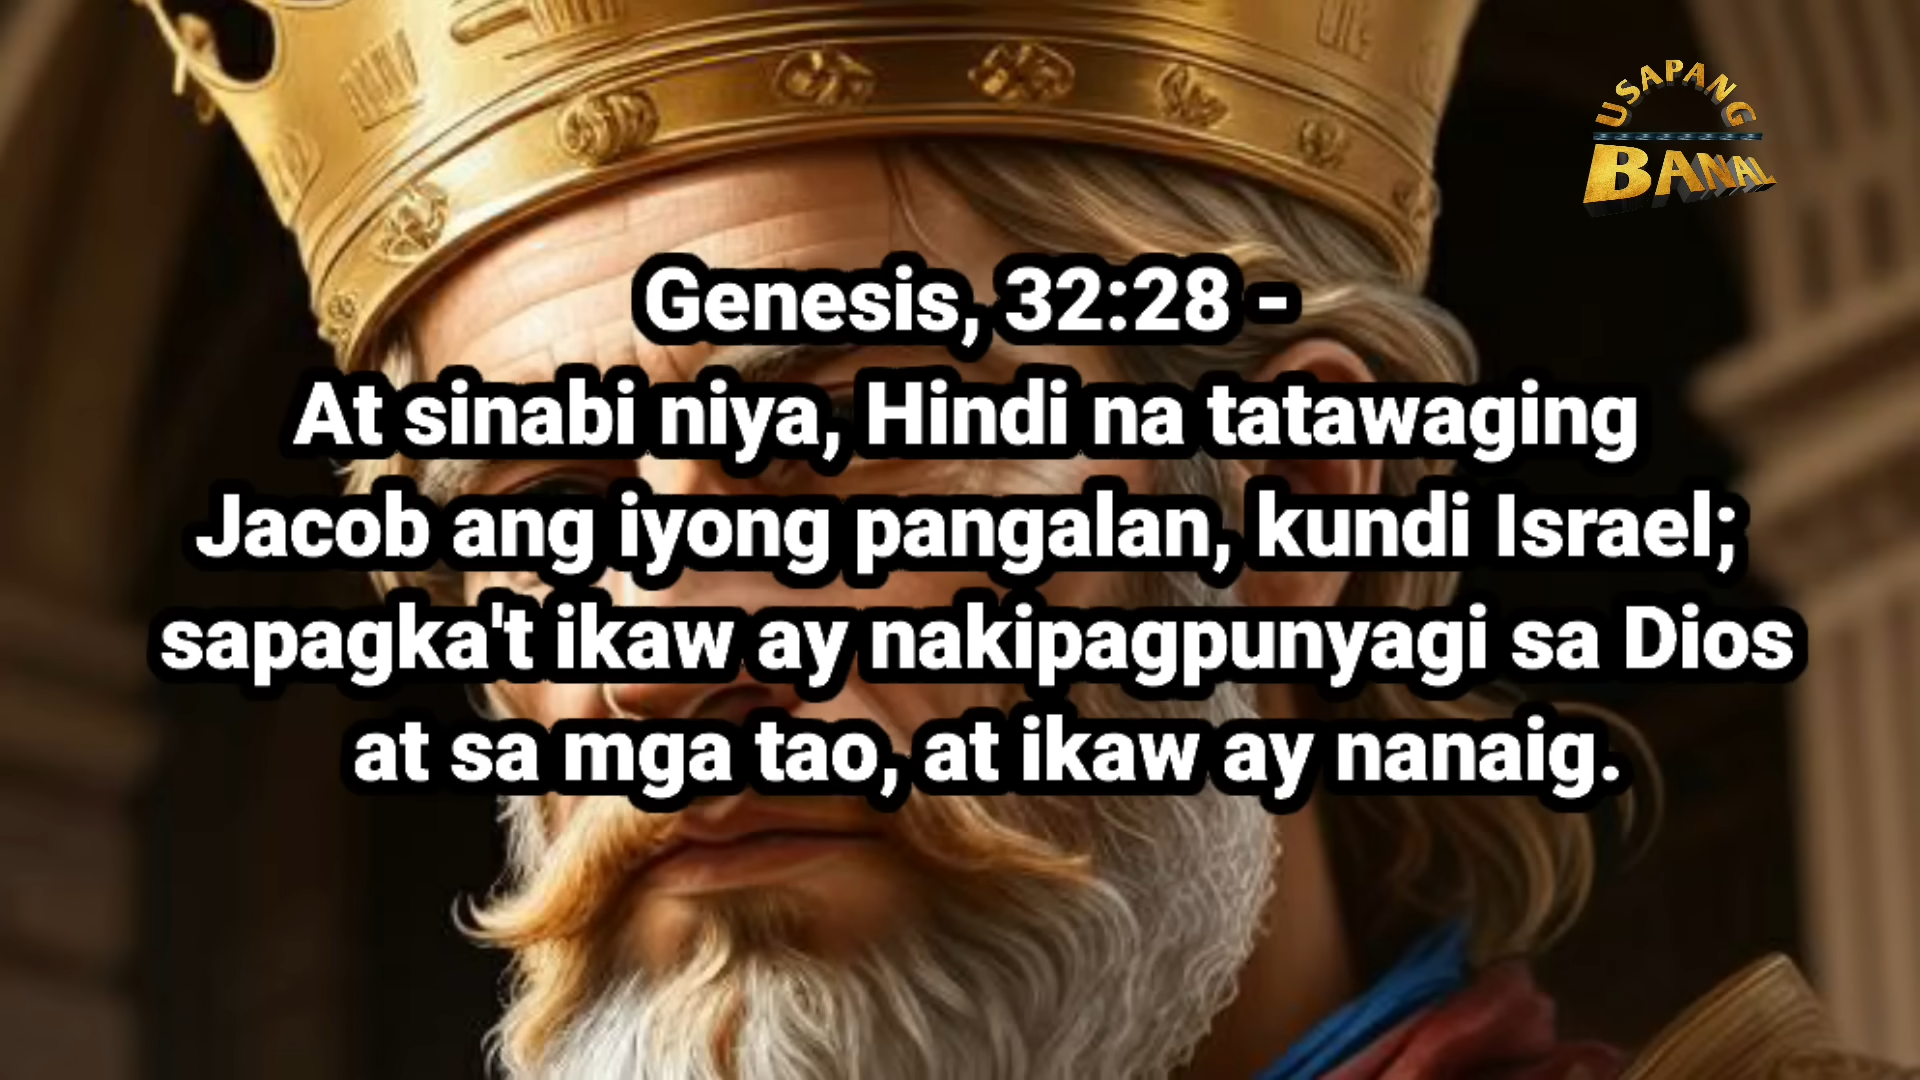 USAPANG
BANAL
Genesis, 32:28 -
At sinabi niya, Hindi na tatawaging
Jacob ang iyong pangalan, kundi Israel;
sapagka't ikaw ay nakipagpunyagi sa Dios
at sa mga tao, at ikaw ay nanaig.